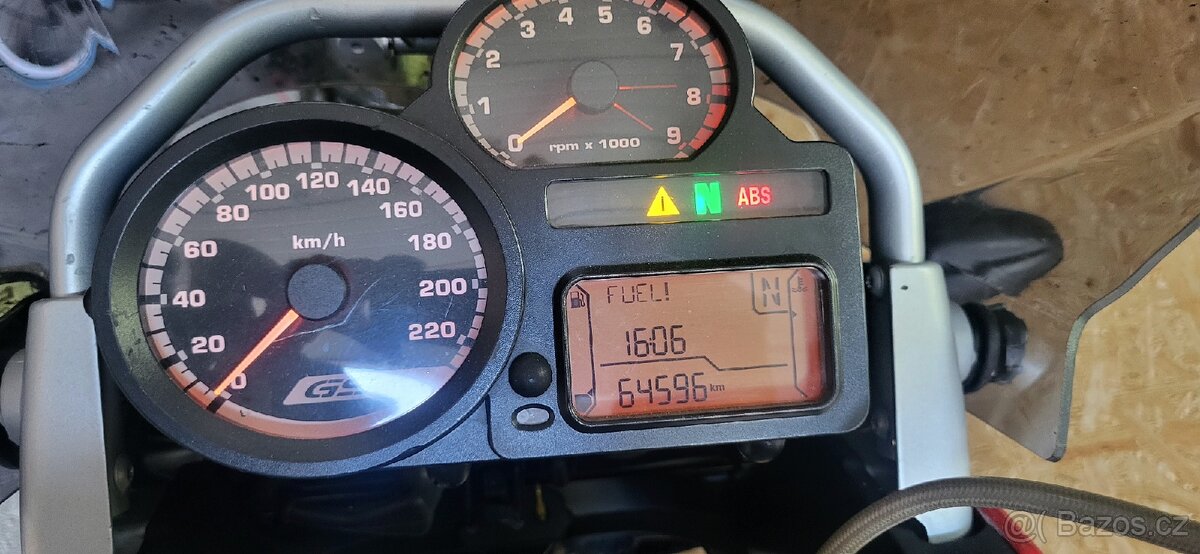 0 1 2 3 4 5 6 7 8 9
rpm x 1000
0 20 40 60 80 100 120 140 160 180 200 220
km/h
GS
N ABS
FUEL! N
16:06
64596 km
@( Bazos.cz